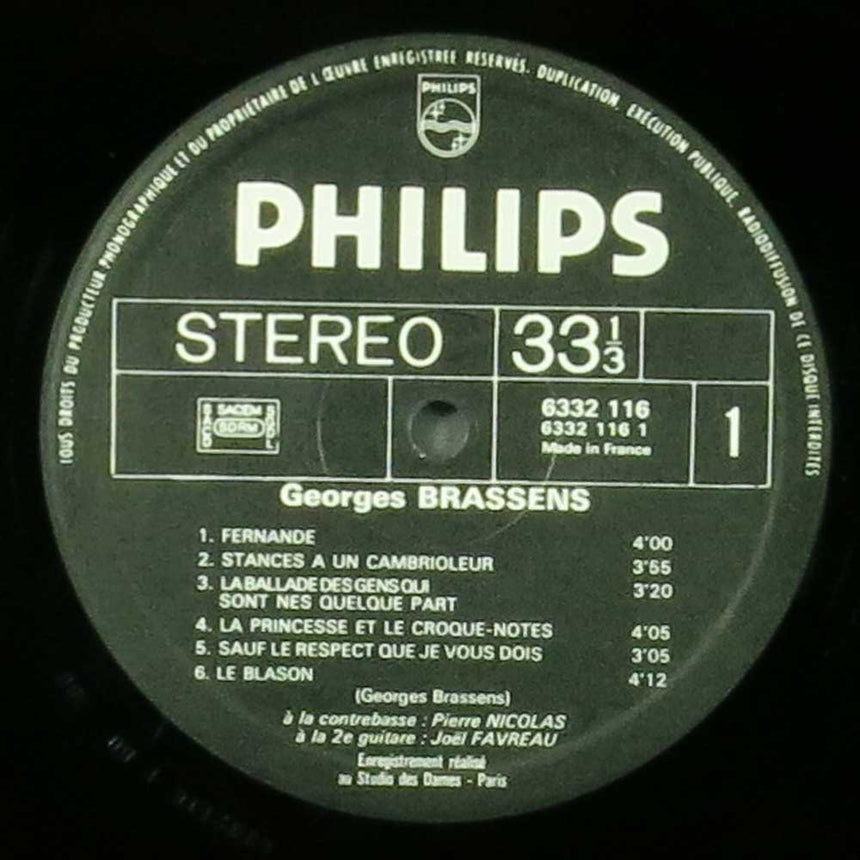 TOUS DROITS DU PRODUCTEUR PHONOGRAPHIQUE ET DU PROPRIÉTAIRE DE L'ŒUVRE ENREGISTRÉE RÉSERVÉS. DUPLICATION, EXÉCUTION PUBLIQUE, RADIODIFFUSION DE CE DISQUE INTERDITES
PHILIPS
PHILIPS
STEREO
33 1/3
SACEM
SACD
SDRM
SGDL
6332 116
6332 116 1
Made in France
1
Georges BRASSENS
1. FERNANDE 4'00
2. STANCES A UN CAMBRIOLEUR 3'55
3. LA BALLADE DES GENS QUI 3'20
SONT NES QUELQUE PART
4. LA PRINCESSE ET LE CROQUE-NOTES 4'05
5. SAUF LE RESPECT QUE JE VOUS DOIS 3'05
6. LE BLASON 4'12
(Georges Brassens)
à la contrebasse : Pierre NICOLAS
à la 2e guitare : Joël FAVREAU
Enregistrement réalisé
au Studio des Dames - Paris